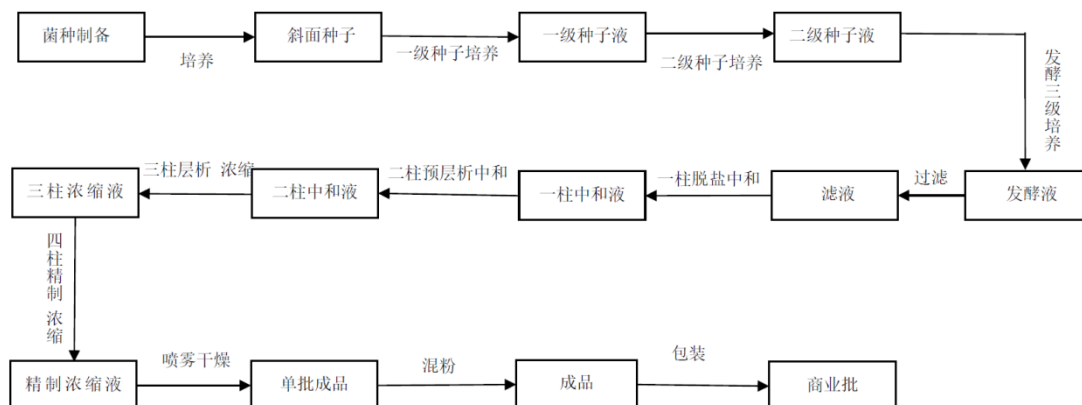 菌种制备
培养
斜面种子
一级种子培养
一级种子液
二级种子培养
二级种子液
发酵三级培养
发酵液
过滤
滤液
一柱脱盐中和
一柱中和液
二柱预层析中和
二柱中和液
三柱层析 浓缩
三柱浓缩液
四柱精制 浓缩
精制浓缩液
喷雾干燥
单批成品
混粉
成品
包装
商业批